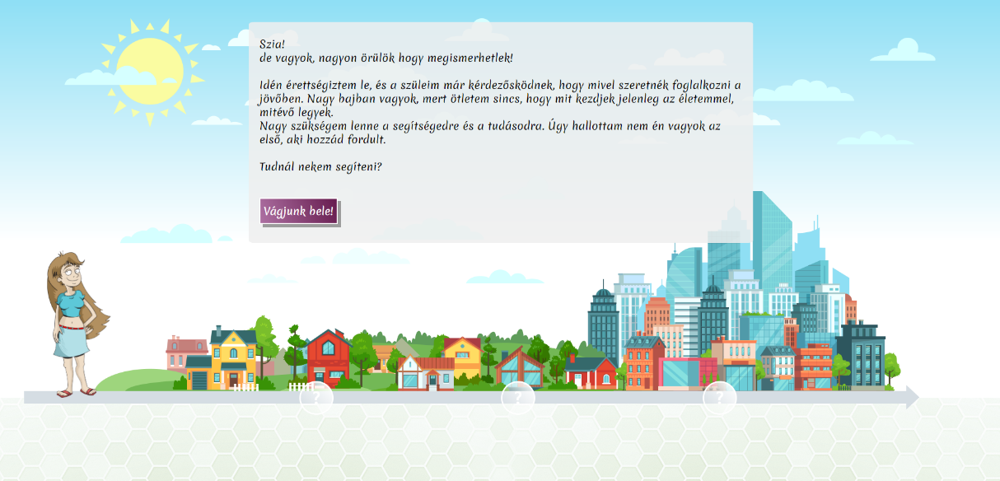 Szia!
de vagyok, nagyon örülök hogy megismerhetlek!
Idén érettségiztem le, és a szüleim már kérdezősködnek, hogy mivel szeretnék foglalkozni a
jövőben. Nagy bajban vagyok, mert ötletem sincs, hogy mit kezdjek jelenleg az életemmel,
mitévő legyek.
Nagy szükségem lenne a segítségedre és a tudásodra. Úgy hallottam nem én vagyok az
első, aki hozzád fordult.
Tudnál nekem segíteni?
Vágjunk bele!
? ? ?